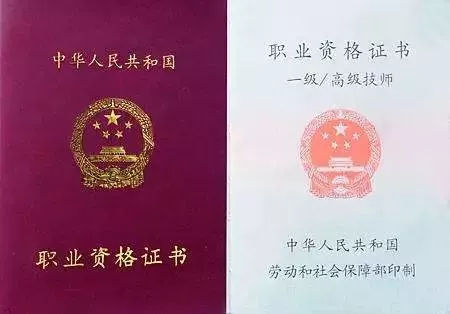 中华人民共和国
职业资格证书
职业资格证书
一级/高级技师
中华人民共和国
劳动和社会保障部印制